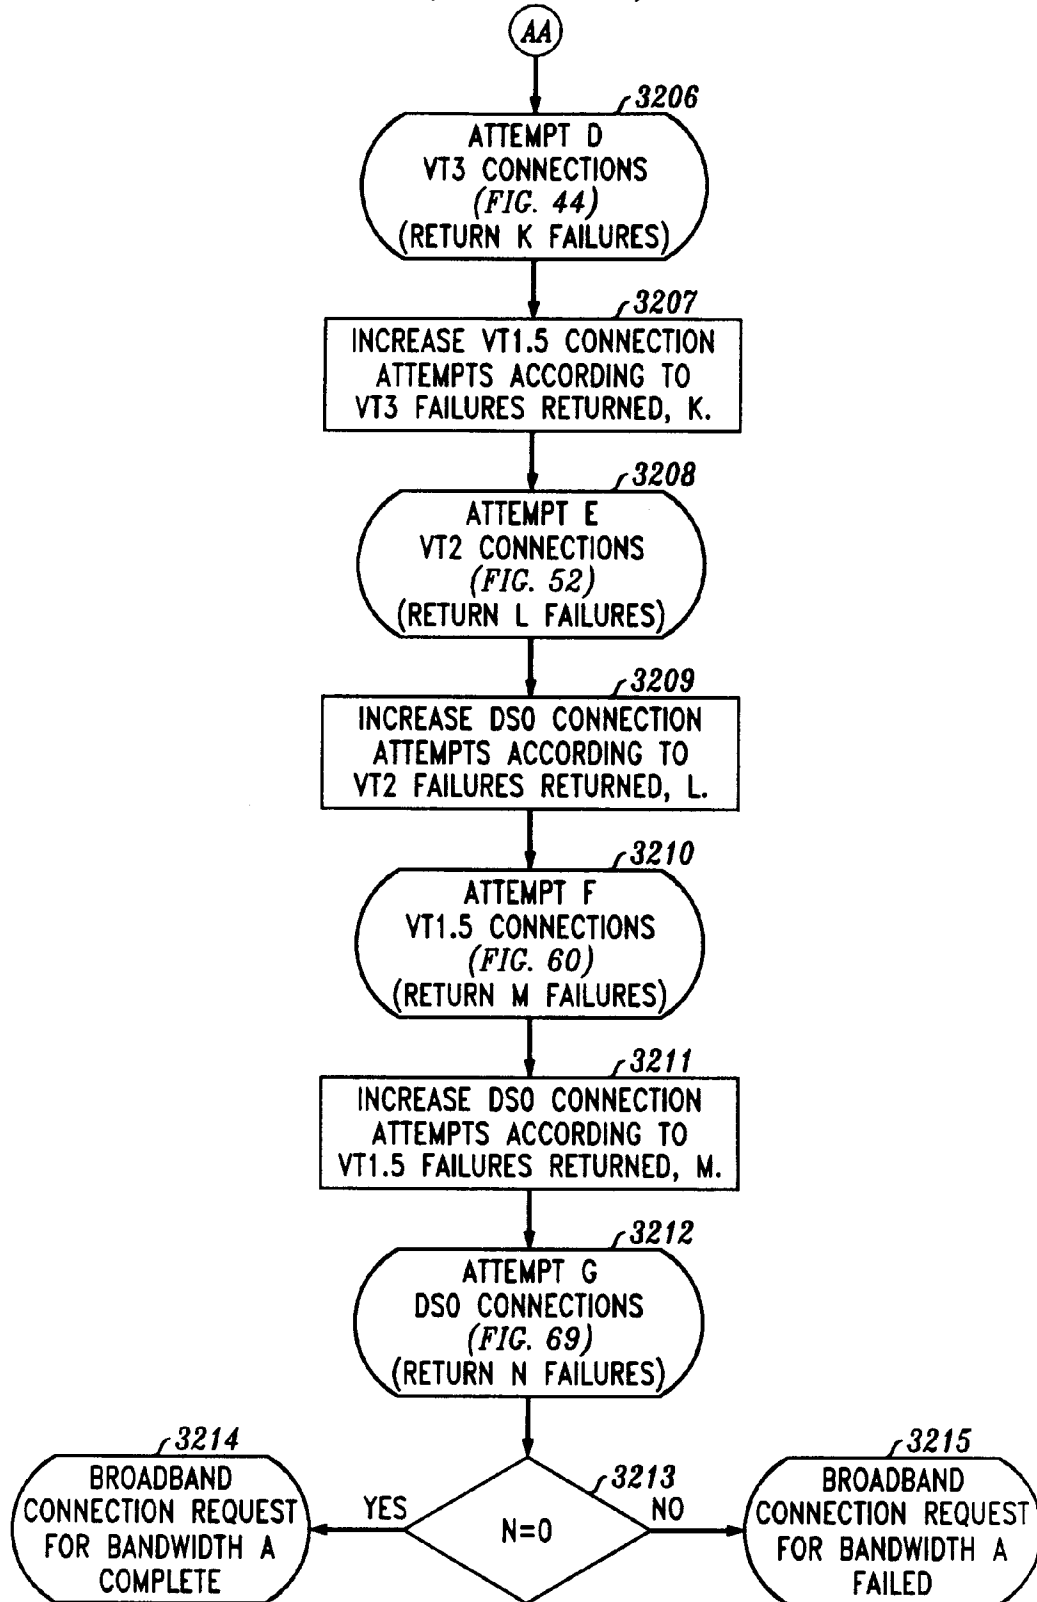 AA
3206
ATTEMPT D
VT3 CONNECTIONS
(FIG. 44)
(RETURN K FAILURES)
3207
INCREASE VT1.5 CONNECTION
ATTEMPTS ACCORDING TO
VT3 FAILURES RETURNED, K.
3208
ATTEMPT E
VT2 CONNECTIONS
(FIG. 52)
(RETURN L FAILURES)
3209
INCREASE DS0 CONNECTION
ATTEMPTS ACCORDING TO
VT2 FAILURES RETURNED, L.
3210
ATTEMPT F
VT1.5 CONNECTIONS
(FIG. 60)
(RETURN M FAILURES)
3211
INCREASE DS0 CONNECTION
ATTEMPTS ACCORDING TO
VT1.5 FAILURES RETURNED, M.
3212
ATTEMPT G
DS0 CONNECTIONS
(FIG. 69)
(RETURN N FAILURES)
3213
N=0
YES
NO
3214
BROADBAND
CONNECTION REQUEST
FOR BANDWIDTH A
COMPLETE
3215
BROADBAND
CONNECTION REQUEST
FOR BANDWIDTH A
FAILED